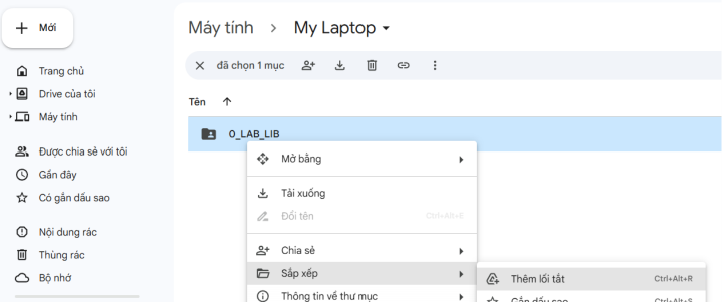 Mới
Máy tính > My Laptop
đã chọn 1 mục
Trang chủ
Drive của tôi
Máy tính
Được chia sẻ với tôi
Gần đây
Có gắn dấu sao
Nội dung rác
Thùng rác
Bộ nhớ
Tên
0_LAB_LIB
Mở bằng
Tải xuống
Đổi tên Ctrl+Alt+E
Chia sẻ
Sắp xếp
Thông tin về thư mục
Thêm lối tắt Ctrl+Alt+R
Gắn dấu sao